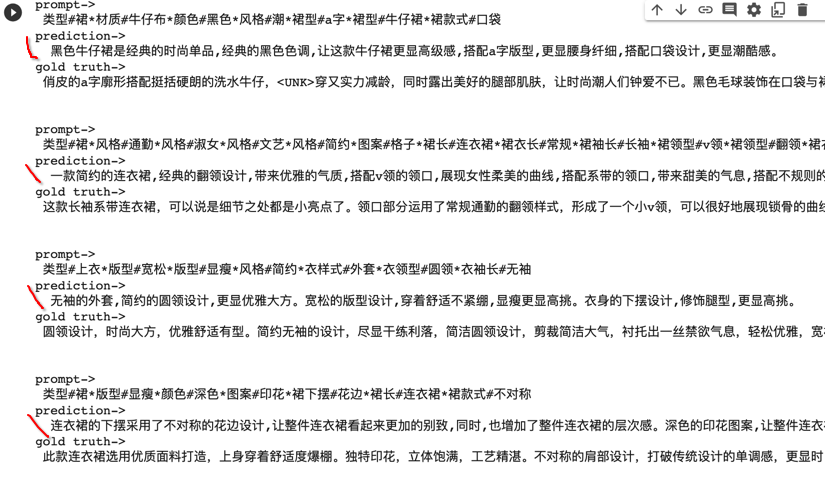 prompt->
类型#裙*材质#牛仔布*颜色#黑色*风格#潮*裙型#a字*裙型#牛仔裙*裙款式#口袋
prediction->
黑色牛仔裙是经典的时尚单品,经典的黑色色调,让这款牛仔裙更显高级感,搭配a字版型,更显腰身纤细,搭配口袋设计,更显潮酷感。
gold truth->
俏皮的a字廓形搭配挺括硬朗的洗水牛仔，<UNK>穿又实力减龄，同时露出美好的腿部肌肤，让时尚潮人们钟爱不已。黑色毛球装饰在口袋与裙
prompt->
类型#裙*风格#通勤*风格#淑女*风格#文艺*风格#简约*图案#格子*裙长#连衣裙*裙衣长#常规*裙袖长#长袖*裙领型#v领*裙领型#翻领*裙衣
prediction->
一款简约的连衣裙,经典的翻领设计,带来优雅的气质,搭配v领的领口,展现女性柔美的曲线,搭配系带的领口,带来甜美的气息,搭配不规则的
gold truth->
这款长袖系带连衣裙，可以说是细节之处都是小亮点了。领口部分运用了常规通勤的翻领样式，形成了一个小v领，可以很好地展现锁骨的曲线
prompt->
类型#上衣*版型#宽松*版型#显瘦*风格#简约*衣样式#外套*衣领型#圆领*衣袖长#无袖
prediction->
无袖的外套,简约的圆领设计,更显优雅大方。宽松的版型设计,穿着舒适不紧绷,显瘦更显高挑。衣身的下摆设计,修饰腿型,更显高挑。
gold truth->
圆领设计，时尚大方，优雅舒适有型。简约无袖的设计，尽显干练利落，简洁圆领设计，剪裁简洁大气，衬托出一丝禁欲气息，轻松优雅，宽松
prompt->
类型#裙*版型#显瘦*颜色#深色*图案#印花*裙下摆#花边*裙长#连衣裙*裙款式#不对称
prediction->
连衣裙的下摆采用了不对称的花边设计,让整件连衣裙看起来更加的别致,同时,也增加了整件连衣裙的层次感。深色的印花图案,让整件连衣
gold truth->
此款连衣裙选用优质面料打造，上身穿着舒适度爆棚。独特印花，立体饱满，工艺精湛。不对称的肩部设计，打破传统设计的单调感，更显时